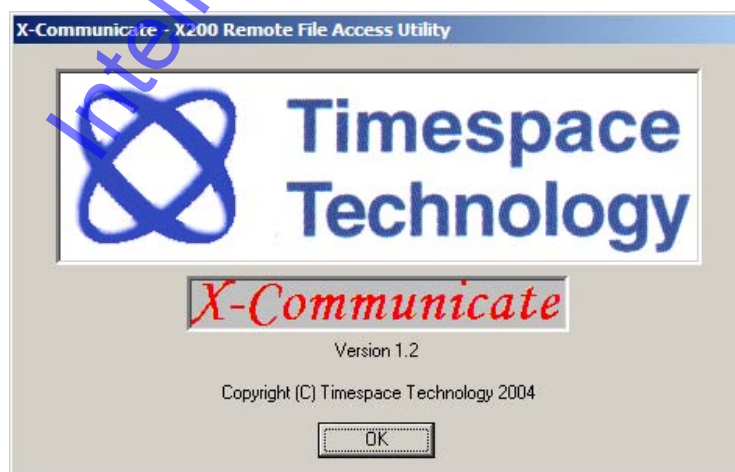 X-Communicate - X200 Remote File Access Utility
Timespace
Technology
X-Communicate
Version 1.2
Copyright (C) Timespace Technology 2004
OK